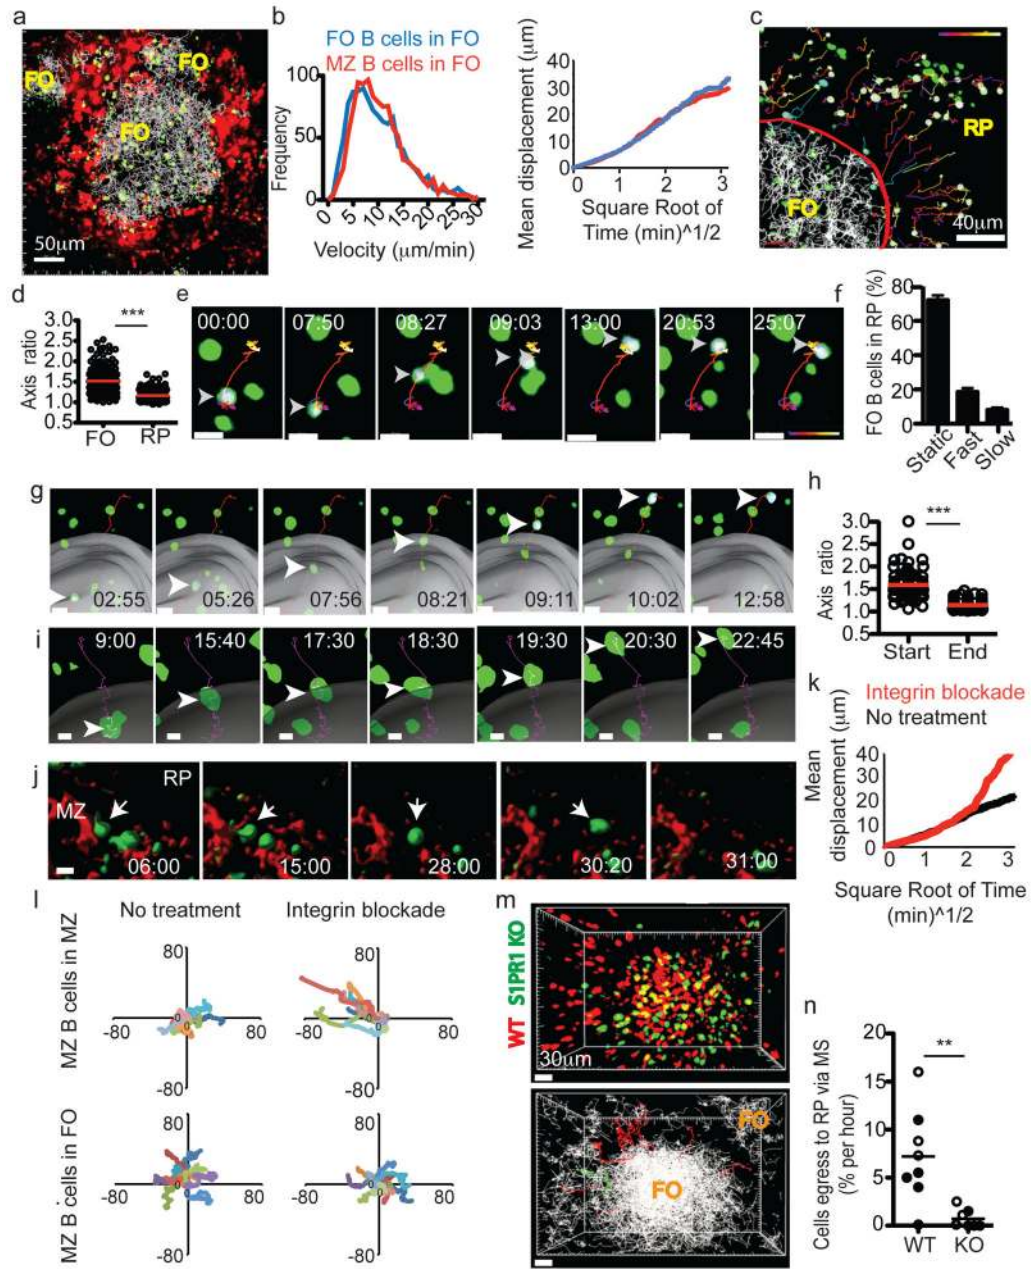 a
FO
FO
FO
50μm
b
FO B cells in FO
MZ B cells in FO
Frequency
100
50
0
0
5
10
15
20
25
30
Velocity (μm/min)
Mean displacement (μm)
40
30
20
10
0
0
1
2
3
Square Root of
Time (min)^1/2
c
RP
FO
40μm
d
***
Axis ratio
3.0
2.5
2.0
1.5
1.0
0.5
FO RP
e
00:00 07:50 08:27 09:03 13:00 20:53 25:07
f
FO B cells in RP (%)
80
60
40
20
0
Static
Fast
Slow
g
02:55 05:26 07:56 08:21 09:11 10:02 12:58
h
***
Axis ratio
3.0
2.5
2.0
1.5
1.0
0.5
Start End
i
9:00 15:40 17:30 18:30 19:30 20:30 22:45
j
RP
MZ
06:00 15:00 28:00 30:20 31:00
k
Integrin blockade
No treatment
Mean
displacement (μm)
40
30
20
10
0
0 1 2 3
Square Root of Time
(min)^1/2
l
No treatment Integrin blockade
MZ B cells in MZ
80 80
-80 0 80 -80 0 80
-80 -80
MZ B cells in FO
80 80
-80 0 80 -80 0 80
-80 -80
m
WT S1PR1 KO
30μm
FO
FO
n
Cells egress to RP via MS
(% per hour)
20
15
10
5
0
**
WT KO